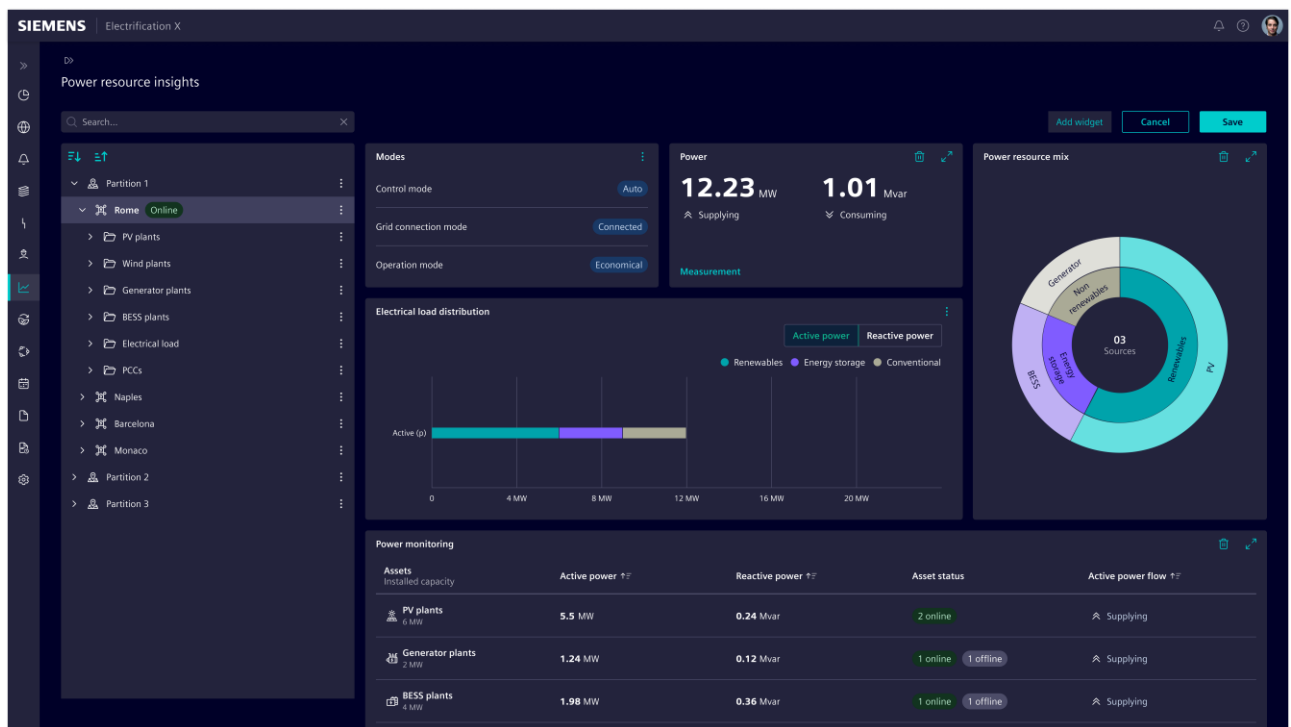 SIEMENS Electrification X
Power resource insights
Search...
Add widget Cancel Save
Partition 1
Rome Online
PV plants
Wind plants
Generator plants
BESS plants
Electrical load
PCCs
Naples
Barcelona
Monaco
Partition 2
Partition 3
Modes
Control mode Auto
Grid connection mode Connected
Operation mode Economical
Power
12.23 MW 1.01 Mvar
Supplying Consuming
Measurement
Power resource mix
Generator
Non renewables
03
Sources
Renewables
PV
Energy storage
BESS
Electrical load distribution
Active power Reactive power
Renewables Energy storage Conventional
Active (p)
0 4 MW 8 MW 12 MW 16 MW 20 MW
Power monitoring
Assets
Installed capacity
Active power Reactive power Asset status Active power flow
PV plants
6 MW
5.5 MW 0.24 Mvar 2 online Supplying
Generator plants
2 MW
1.24 MW 0.12 Mvar 1 online 1 offline Supplying
BESS plants
4 MW
1.98 MW 0.36 Mvar 1 online 1 offline Supplying